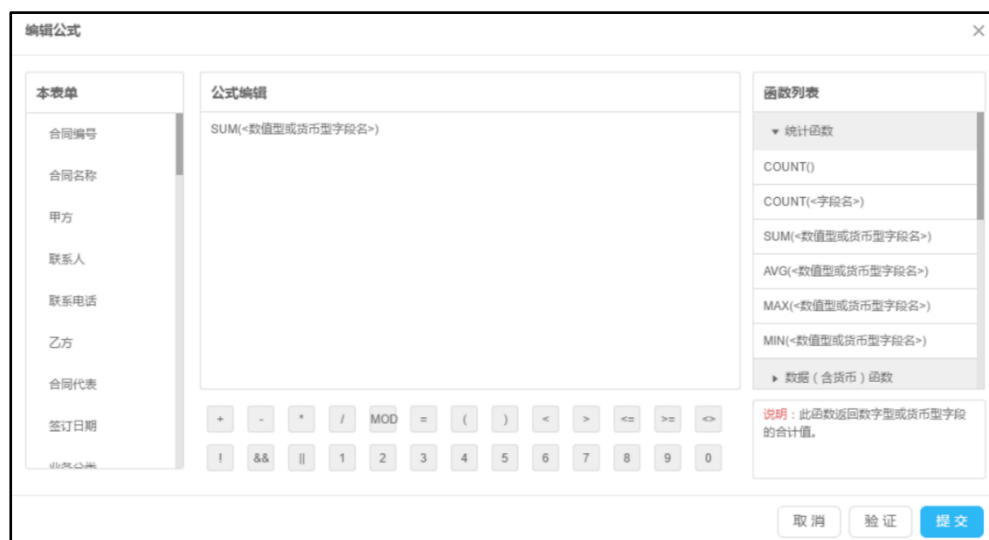 编辑公式
×
本表单
合同编号
合同名称
甲方
联系人
联系电话
乙方
合同代表
签订日期
业务分类
公式编辑
SUM(<数值型或货币型字段名>)
+ - * / MOD = ( ) < > <= >= <>
! && || 1 2 3 4 5 6 7 8 9 0
函数列表
▼ 统计函数
COUNT()
COUNT(<字段名>)
SUM(<数值型或货币型字段名>)
AVG(<数值型或货币型字段名>)
MAX(<数值型或货币型字段名>)
MIN(<数值型或货币型字段名>)
▶ 数据（含货币）函数
说明：此函数返回数字型或货币型字段
的合计值。
取消 验证 提交